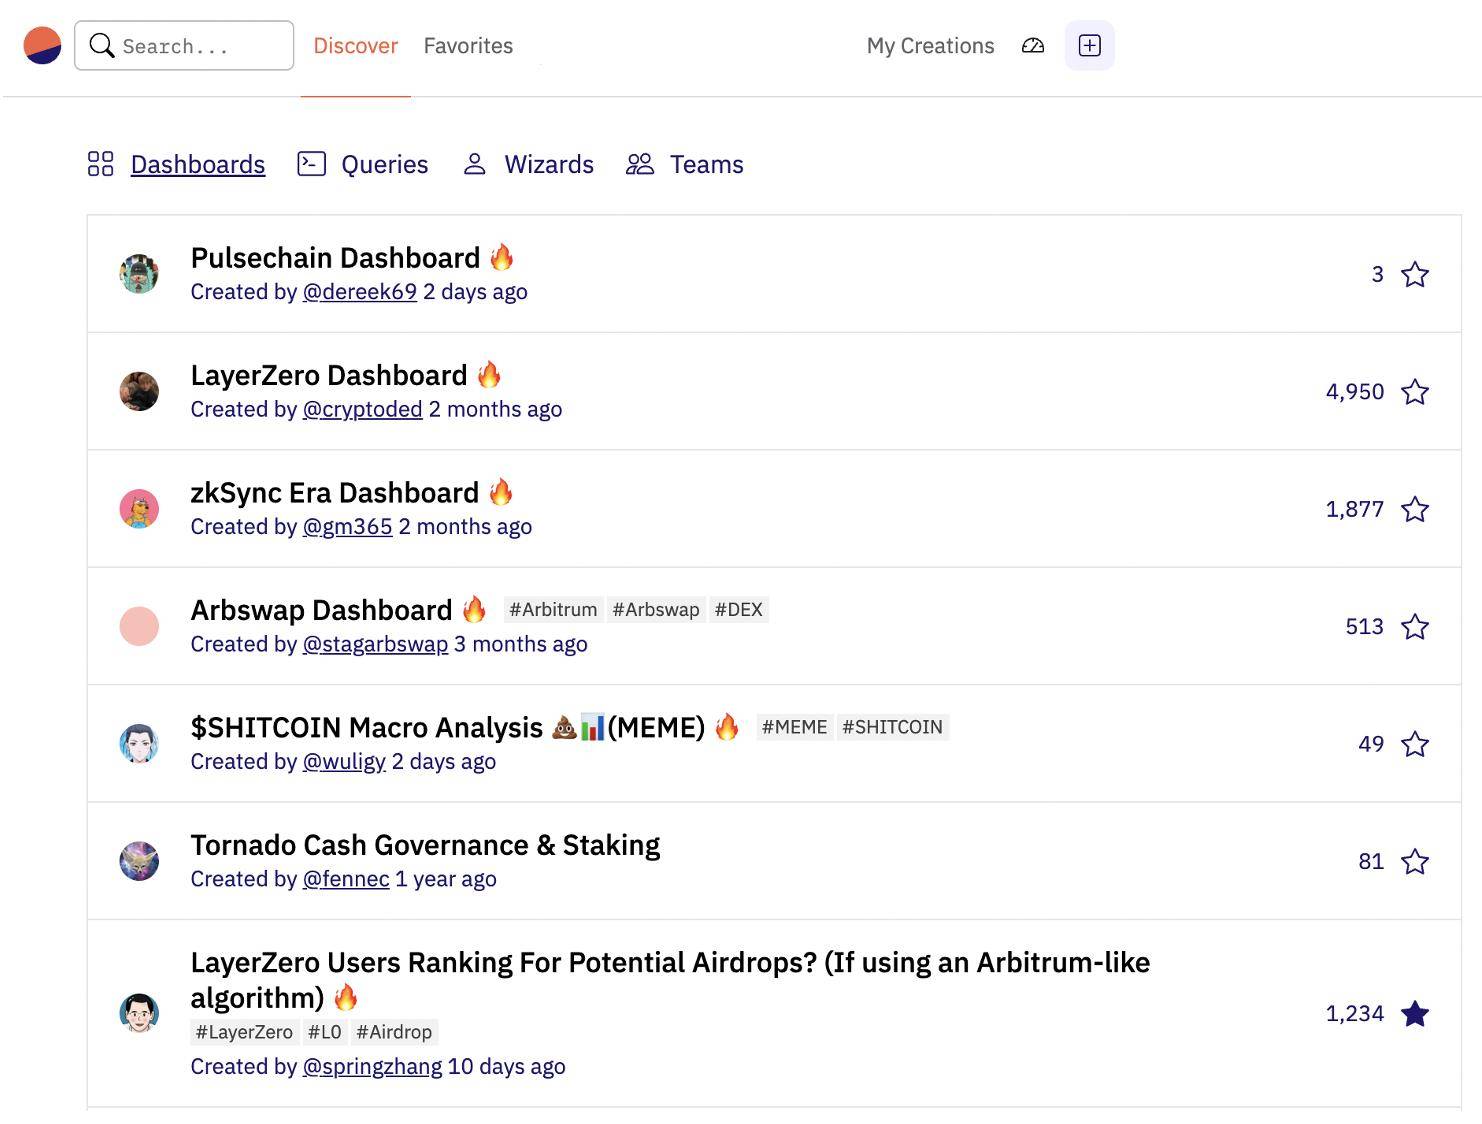 Search...
Discover
Favorites
My Creations
Dashboards
Queries
Wizards
Teams
Pulsechain Dashboard 🔥
Created by @dereek69 2 days ago
3
LayerZero Dashboard 🔥
Created by @cryptoded 2 months ago
4,950
zkSync Era Dashboard 🔥
Created by @gm365 2 months ago
1,877
Arbswap Dashboard 🔥 #Arbitrum #Arbswap #DEX
Created by @stagarbswap 3 months ago
513
$SHITCOIN Macro Analysis 💩📊(MEME) 🔥 #MEME #SHITCOIN
Created by @wuligy 2 days ago
49
Tornado Cash Governance & Staking
Created by @fennec 1 year ago
81
LayerZero Users Ranking For Potential Airdrops? (If using an Arbitrum-like
algorithm) 🔥
#LayerZero #L0 #Airdrop
Created by @springzhang 10 days ago
1,234